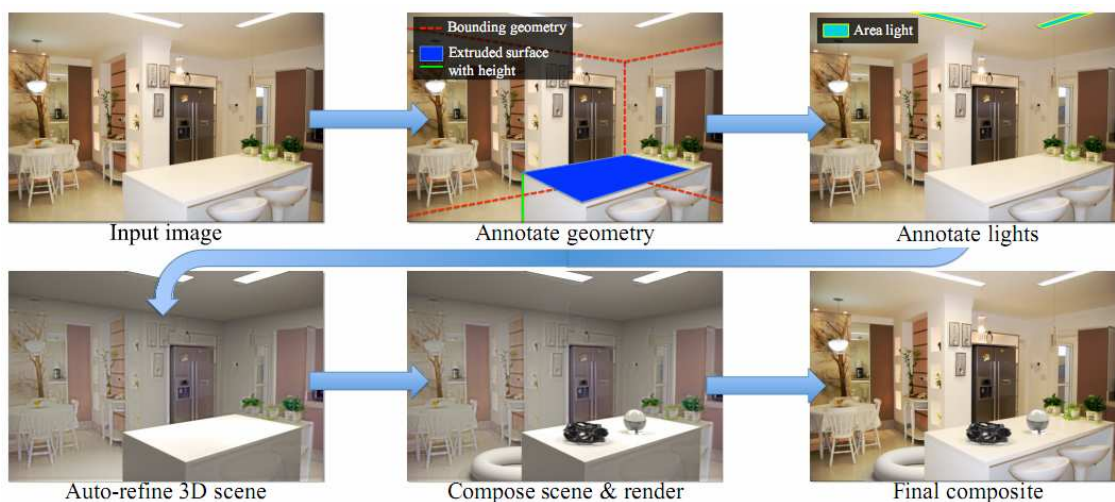 Bounding geometry
Extruded surface
with height
Area light
Input image
Annotate geometry
Annotate lights
Auto-refine 3D scene
Compose scene & render
Final composite